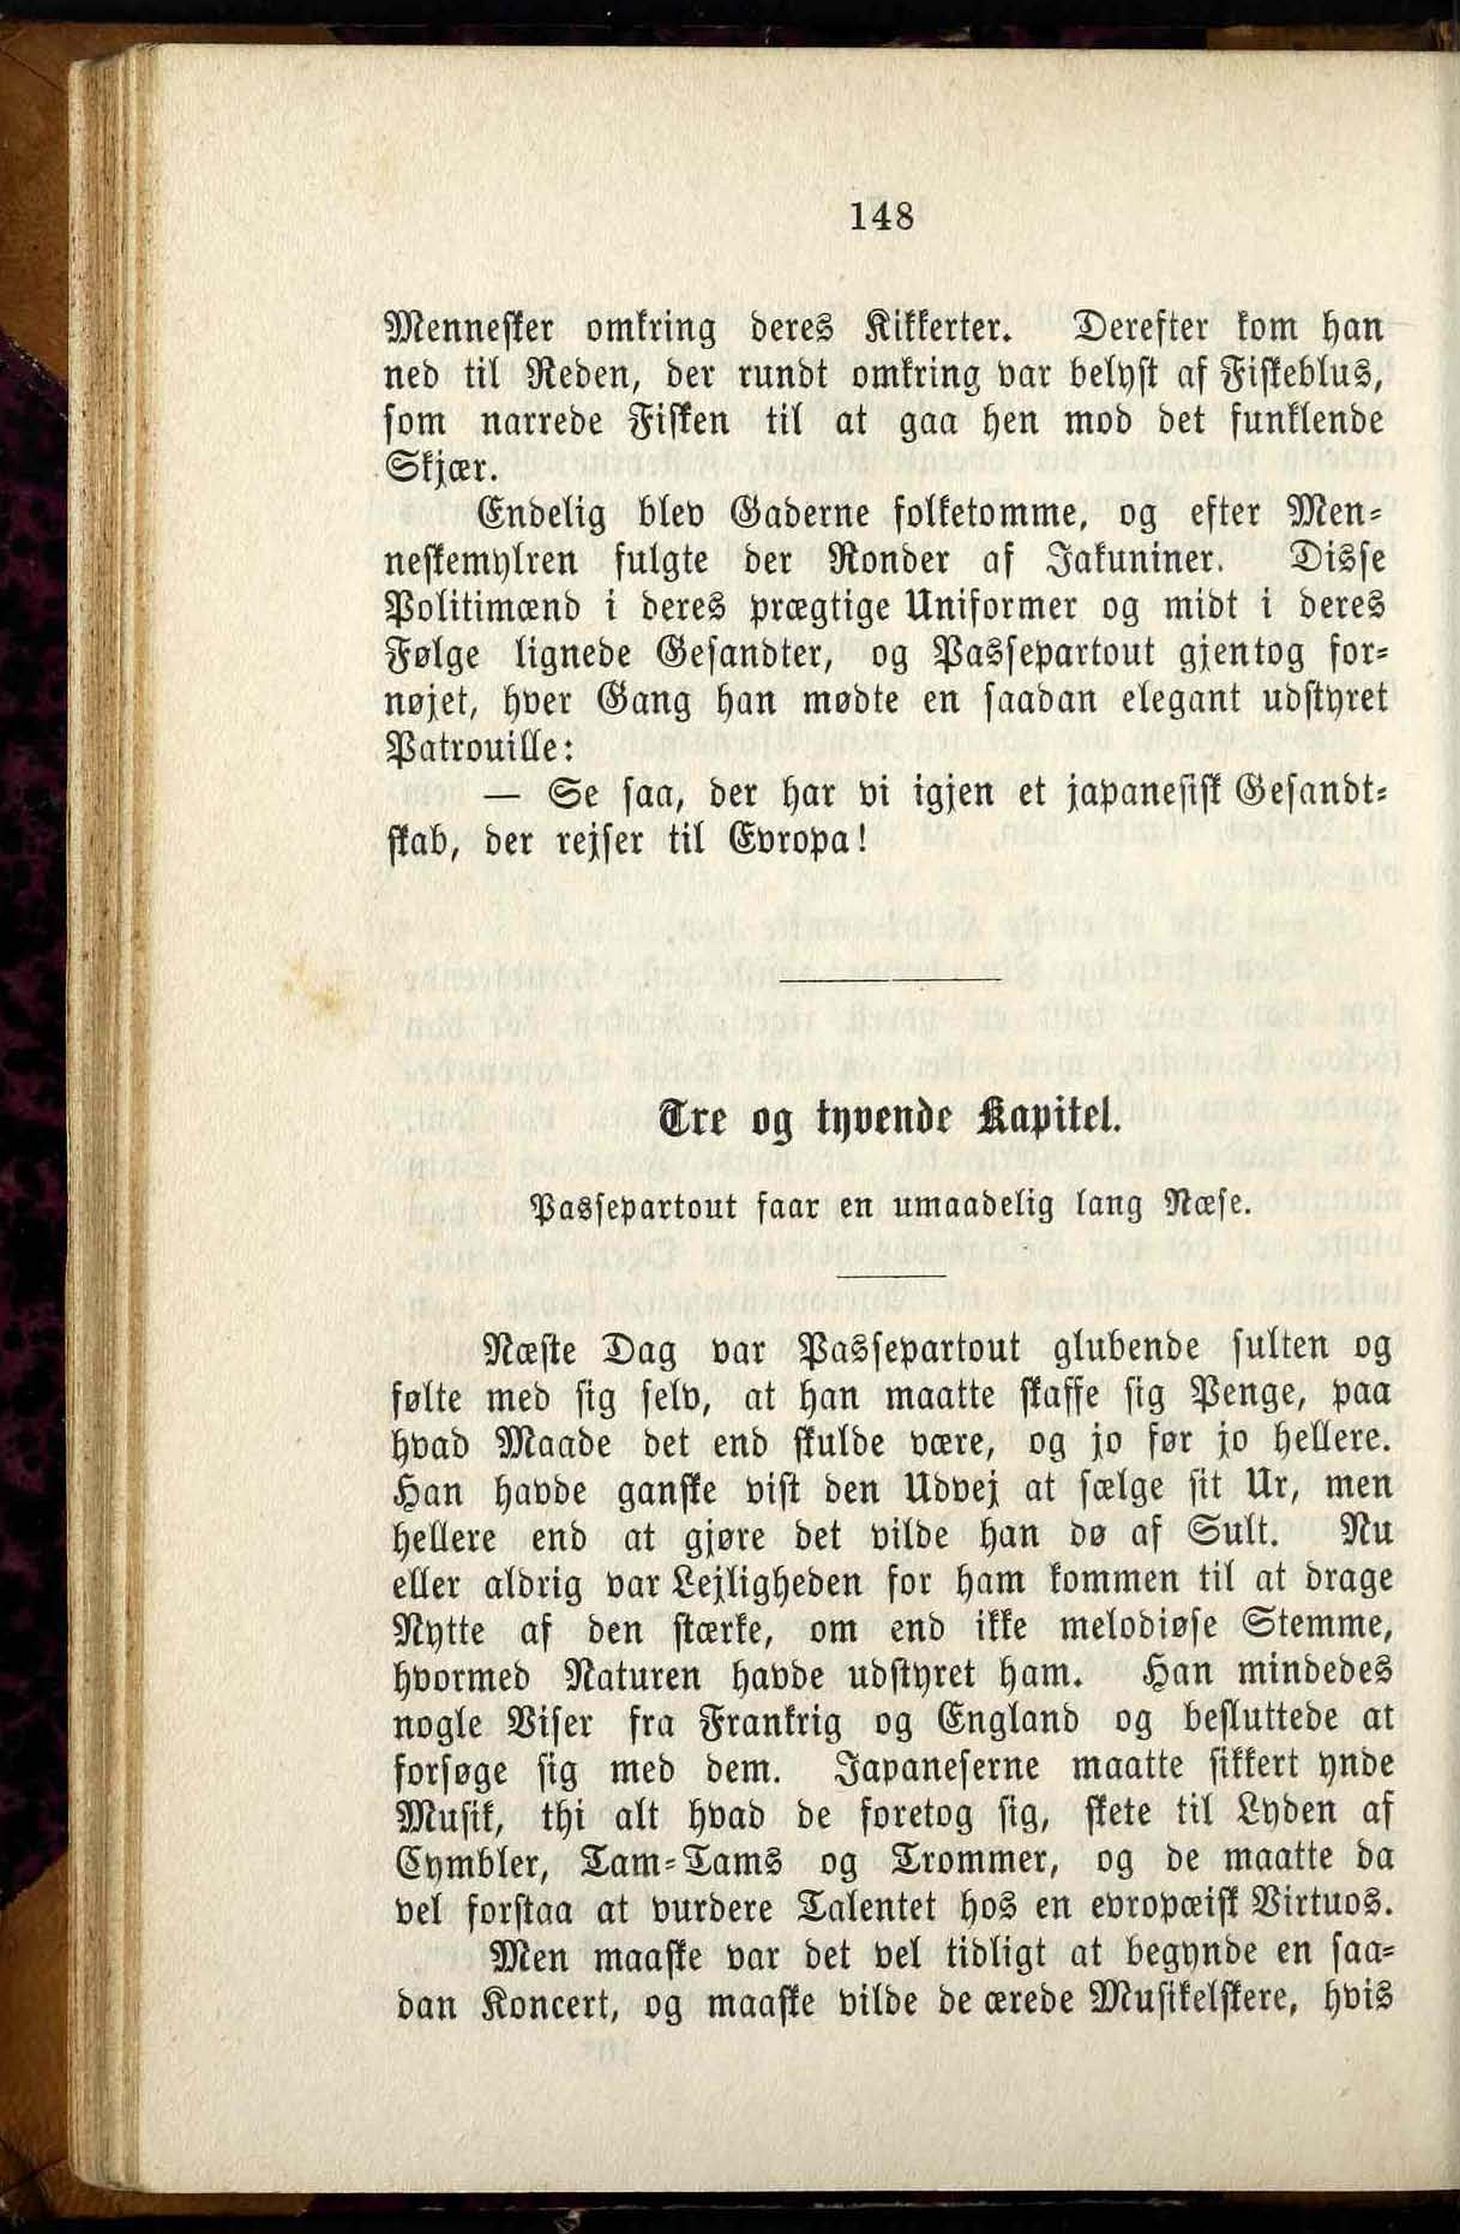 148
Mennesker omkring deres Kikkerter. Derefter kom han
ned til Reden, der rundt omkring var belyst af Fiskeblus,
som narrede Fisken til at gaa hen mod det funklende
Skjær.
Endelig blev Gaderne folketomme, og efter Men-
neskemylren fulgte der Ronder af Jakuniner. Disse
Politimænd i deres prægtige Uniformer og midt i deres
Følge lignede Gesandter, og Passepartout gjentog for-
nøjet, hver Gang han mødte en saadan elegant udstyret
Patrouille:
— Se saa, der har vi igjen et japanesisk Gesandt-
skab, der rejser til Evropa!
Tre og tyvende Kapitel.
Passepartout faar en umaadelig lang Næse.
Næste Dag var Passepartout glubende sulten og
følte med sig selv, at han maatte skaffe sig Penge, paa
hvad Maade det end skulde være, og jo før jo hellere.
Han havde ganske vist den Udvej at sælge sit Ur, men
hellere end at gjøre det vilde han dø af Sult. Nu
eller aldrig var Lejligheden for ham kommen til at drage
Nytte af den stærke, om end ikke melodiøse Stemme,
hvormed Naturen havde udstyret ham. Han mindedes
nogle Viser fra Frankrig og England og besluttede at
forsøge sig med dem. Japaneserne maatte sikkert ynde
Musik, thi alt hvad de foretog sig, skete til Lyden af
Cymbler, Tam-Tams og Trommer, og de maatte da
vel forstaa at vurdere Talentet hos en evropæisk Virtuos.
Men maaske var det vel tidligt at begynde en saa-
dan Koncert, og maaske vilde de ærede Musikelskere, hvis